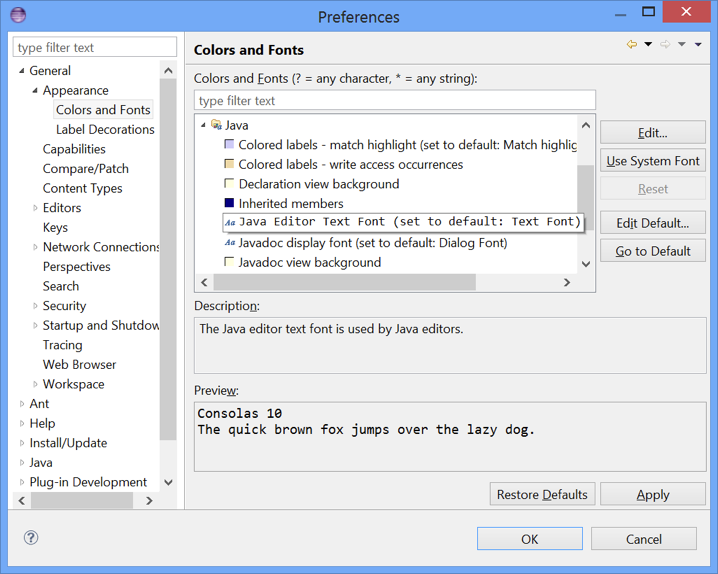 Preferences
type filter text
General
Appearance
Colors and Fonts
Label Decorations
Capabilities
Compare/Patch
Content Types
Editors
Keys
Network Connections
Perspectives
Search
Security
Startup and Shutdow
Tracing
Web Browser
Workspace
Ant
Help
Install/Update
Java
Plug-in Development
Colors and Fonts
Colors and Fonts (? = any character, * = any string):
type filter text
Java
Colored labels - match highlight (set to default: Match highlig
Colored labels - write access occurrences
Declaration view background
Inherited members
Aa Java Editor Text Font (set to default: Text Font)
Aa Javadoc display font (set to default: Dialog Font)
Javadoc view background
Edit...
Use System Font
Reset
Edit Default...
Go to Default
Description:
The Java editor text font is used by Java editors.
Preview:
Consolas 10
The quick brown fox jumps over the lazy dog.
Restore Defaults
Apply
?
OK
Cancel